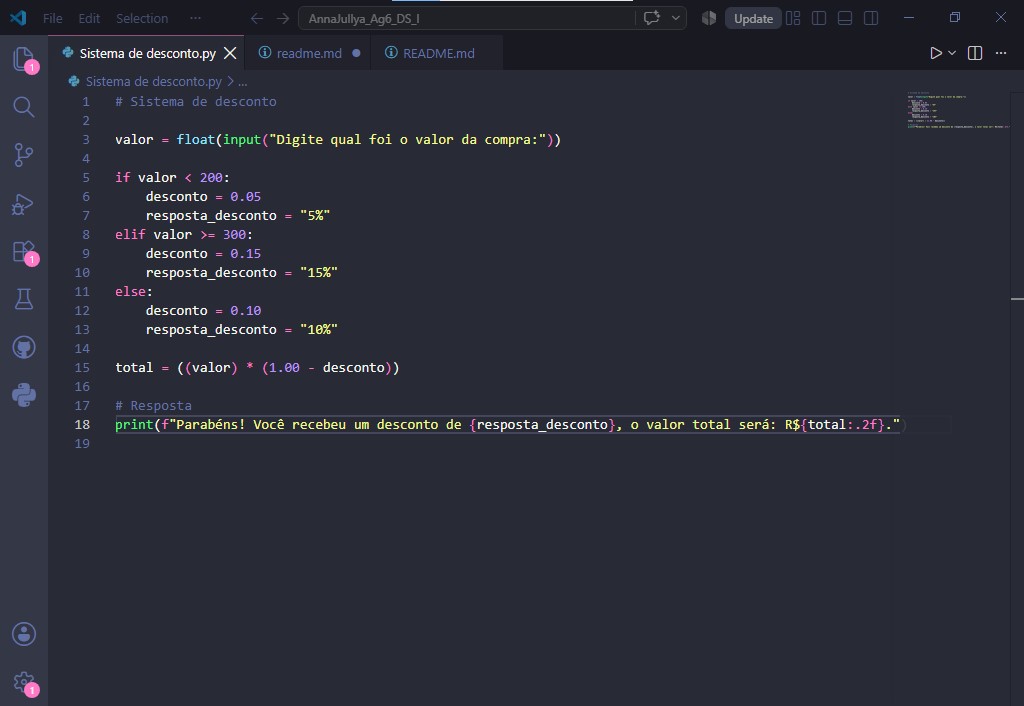 File Edit Selection ··· AnnaJullya_Ag6_DS_I Update
Sistema de desconto.py readme.md README.md
Sistema de desconto.py > ...
1 # Sistema de desconto
2
3 valor = float(input("Digite qual foi o valor da compra:"))
4
5 if valor < 200:
6     desconto = 0.05
7     resposta_desconto = "5%"
8 elif valor >= 300:
9     desconto = 0.15
10     resposta_desconto = "15%"
11 else:
12     desconto = 0.10
13     resposta_desconto = "10%"
14
15 total = ((valor) * (1.00 - desconto))
16
17 # Resposta
18 print(f"Parabéns! Você recebeu um desconto de {resposta_desconto}, o valor total será: R${total:.2f}.")
19
1
1
1